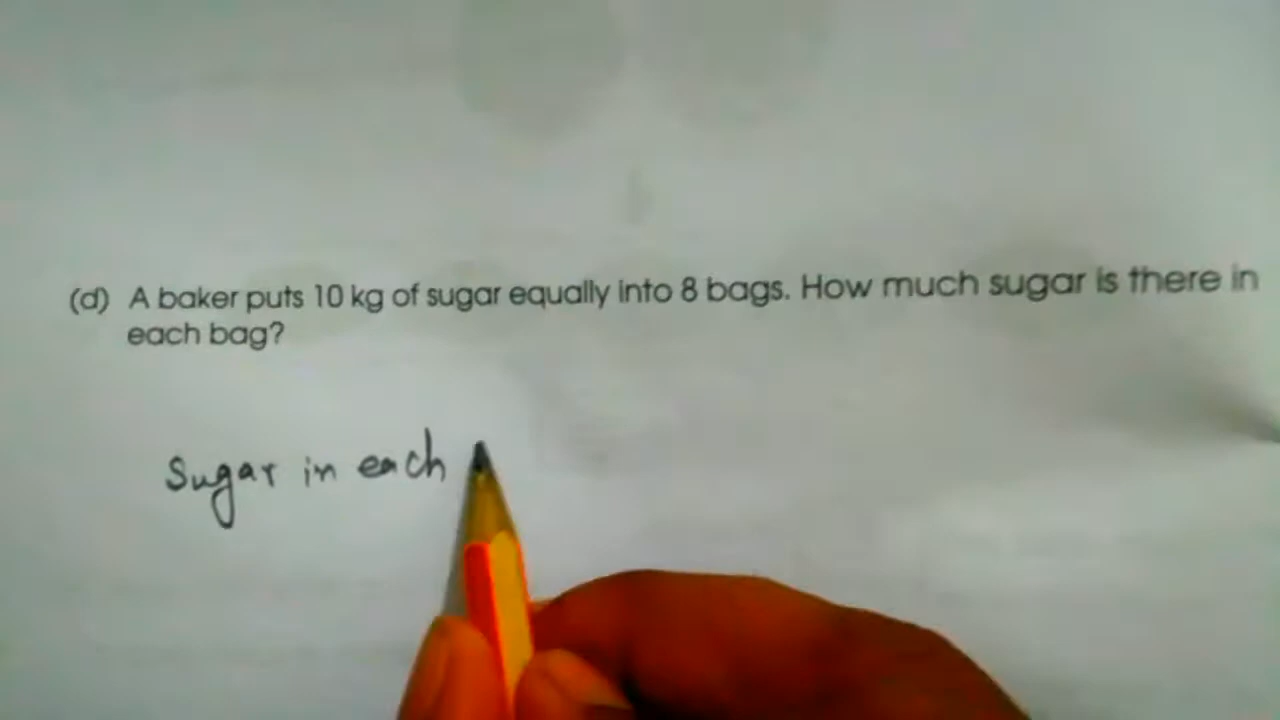 (d) A baker puts 10 kg of sugar equally into 8 bags. How much sugar is there in
each bag?
Sugar in each